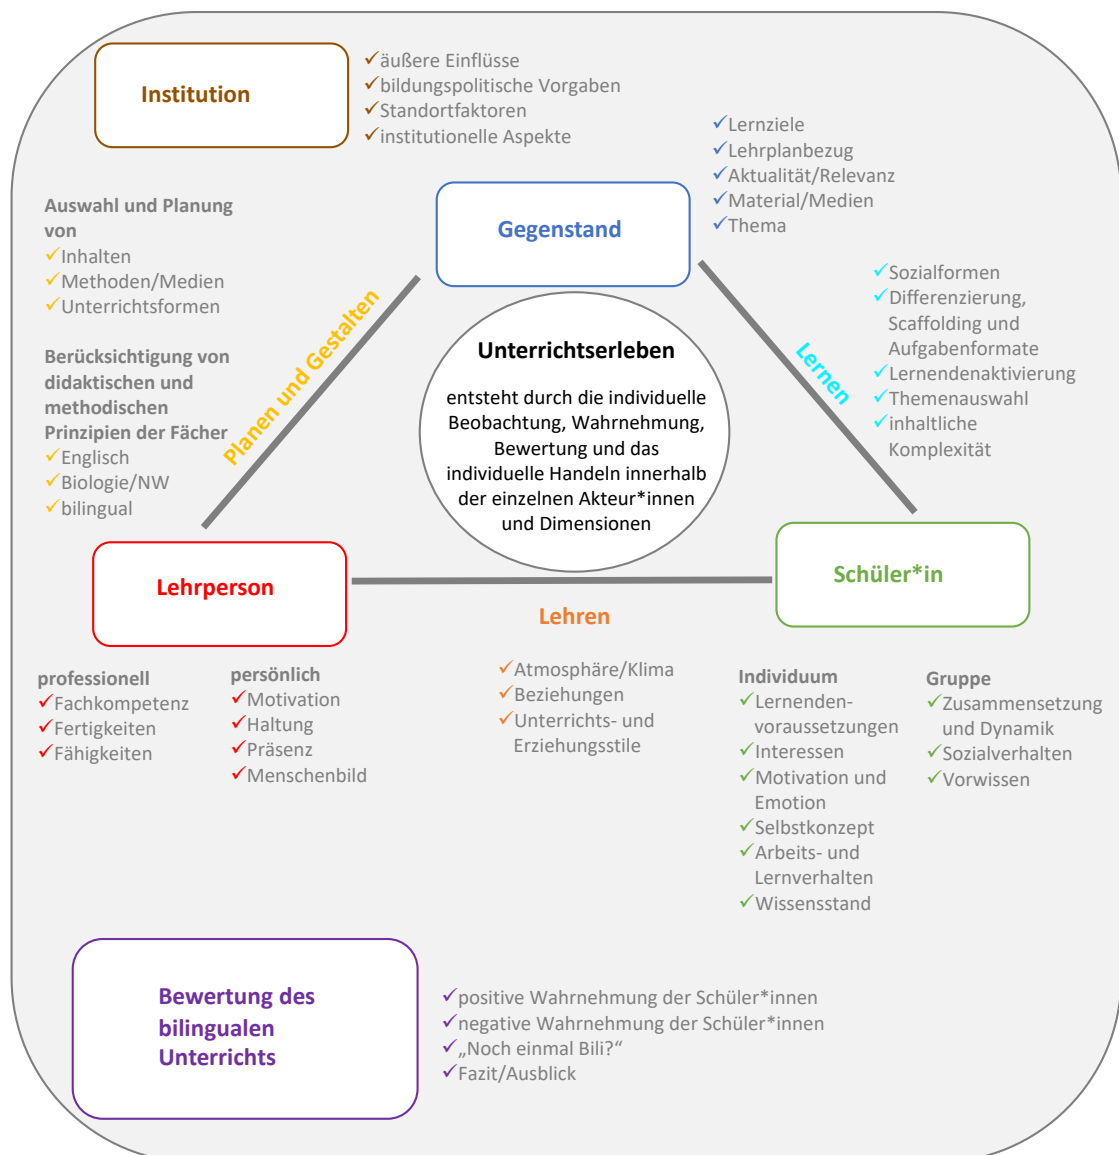 Institution
✓äußere Einflüsse
✓bildungspolitische Vorgaben
✓Standortfaktoren
✓institutionelle Aspekte
Gegenstand
✓Lernziele
✓Lehrplanbezug
✓Aktualität/Relevanz
✓Material/Medien
✓Thema
Auswahl und Planung
von
✓Inhalten
✓Methoden/Medien
✓Unterrichtsformen
Berücksichtigung von
didaktischen und
methodischen
Prinzipien der Fächer
✓Englisch
✓Biologie/NW
✓bilingual
Planen und Gestalten
Unterrichtserleben
entsteht durch die individuelle
Beobachtung, Wahrnehmung,
Bewertung und das
individuelle Handeln innerhalb
der einzelnen Akteur*innen
und Dimensionen
Lernen
✓Sozialformen
✓Differenzierung,
Scaffolding und
Aufgabenformate
✓Lernendenaktivierung
✓Themenauswahl
✓inhaltliche
Komplexität
Lehrperson
Lehren
Schüler*in
professionell
✓Fachkompetenz
✓Fertigkeiten
✓Fähigkeiten
persönlich
✓Motivation
✓Haltung
✓Präsenz
✓Menschenbild
✓Atmosphäre/Klima
✓Beziehungen
✓Unterrichts- und
Erziehungsstile
Individuum
✓Lernenden-
voraussetzungen
✓Interessen
✓Motivation und
Emotion
✓Selbstkonzept
✓Arbeits- und
Lernverhalten
✓Wissensstand
Gruppe
✓Zusammensetzung
und Dynamik
✓Sozialverhalten
✓Vorwissen
Bewertung des
bilingualen
Unterrichts
✓positive Wahrnehmung der Schüler*innen
✓negative Wahrnehmung der Schüler*innen
✓„Noch einmal Bili?“
✓Fazit/Ausblick